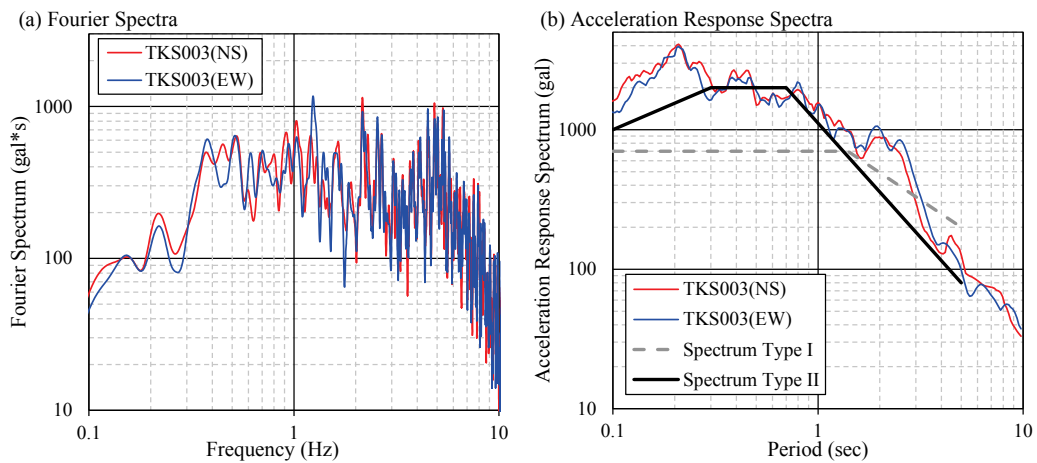 (a) Fourier Spectra
TKS003(NS)
TKS003(EW)
1000
100
10
0.1
1
10
Fourier Spectrum (gal*s)
Frequency (Hz)
(b) Acceleration Response Spectra
1000
100
10
0.1
1
10
Acceleration Response Spectrum (gal)
Period (sec)
TKS003(NS)
TKS003(EW)
Spectrum Type I
Spectrum Type II